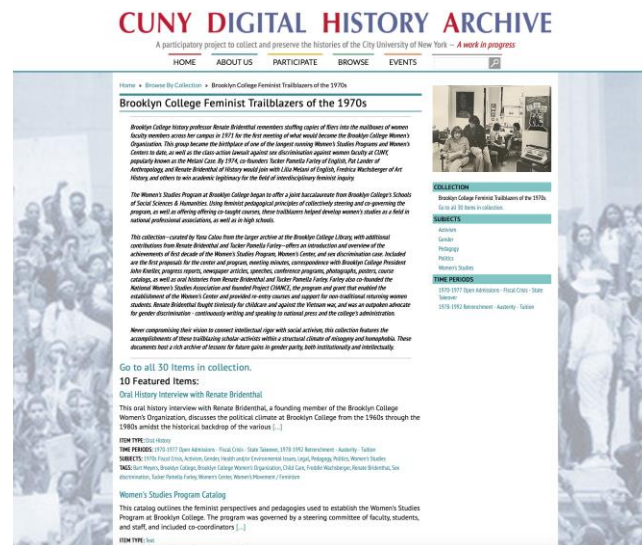 CUNY DIGITAL HISTORY ARCHIVE
A participatory project to collect and preserve the histories of the City University of New York — A work in progress
HOME ABOUT US PARTICIPATE BROWSE EVENTS
Home ▸ Browse By Collection ▸ Brooklyn College Feminist Trailblazers of the 1970s
Brooklyn College Feminist Trailblazers of the 1970s
Brooklyn College history professor Renate Bridenthal remembers stuffing copies of fliers into the mailboxes of women
faculty members across her campus in 1971 for the first meeting of what would become the Brooklyn College Women's
Organization. This group became the birthplace of one of the longest running Women's Studies Programs and Women's
Centers to date, as well as the class-action lawsuit against sex discrimination against women faculty at CUNY,
popularly known as the Melani Case. By 1974, co-founders Tucker Pamella Farley of English, Pat Lander of
Anthropology, and Renate Bridenthal of History would join with Lilia Melani of English, Fredrica Wachsberger of Art
History, and others to win academic legitimacy for the field of interdisciplinary feminist inquiry.
The Women's Studies Program at Brooklyn College began to offer a joint baccalaureate from Brooklyn College's Schools
of Social Sciences & Humanities. Using feminist pedagogical principles of collectively steering and co-governing the
program, as well as offering offering co-taught courses, these trailblazers helped develop women's studies as a field in
national professional associations, as well as in high schools.
This collection--curated by Yana Calou from the larger archive at the Brooklyn College Library, with additional
contributions from Renate Bridenthal and Tucker Pamella Farley--offers an introduction and overview of the
achievements of first decade of the Women's Studies Program, Women's Center, and sex discrimination case. Included
are the first proposals for the center and program, meeting minutes, correspondence with Brooklyn College President
John Kneller, progress reports, newspaper articles, speeches, conference programs, photographs, posters, course
catalogs, as well as oral histories from Renate Bridenthal and Tucker Pamella Farley. Farley also co-founded the
National Women's Studies Association and founded Project CHANCE, the program and grant that enabled the
establishment of the Women's Center and provided re-entry courses and support for non-traditional returning women
students. Renate Bridenthal fought tirelessly for childcare and against the Vietnam war, and was an outspoken advocate
for gender discrimination - continuously writing and speaking to national press and the college's administration.
Never compromising their vision to connect intellectual rigor with social activism, this collection features the
accomplishments of these trailblazing scholar-activists within a structural climate of misogyny and homophobia. These
documents host a rich archive of lessons for future gains in gender parity, both institutionally and intellectually.
Go to all 30 Items in collection.
10 Featured Items:
Oral History Interview with Renate Bridenthal
This oral history interview with Renate Bridenthal, a founding member of the Brooklyn College
Women's Organization, discusses the political climate at Brooklyn College from the 1960s through the
1980s amidst the historical backdrop of the various [...]
ITEM TYPE: Oral History
TIME PERIODS: 1970-1977 Open Admissions - Fiscal Crisis - State Takeover, 1978-1992 Retrenchment - Austerity - Tuition
SUBJECTS: 1970s Fiscal Crisis, Activism, Gender, Health and/or Environmental Issues, Legal, Pedagogy, Politics, Women's Studies
TAGS: Bart Meyers, Brooklyn College, Brooklyn College Women's Organization, Child Care, Freddie Wachsberger, Renate Bridenthal, Sex
discrimination, Tucker Pamella Farley, Women's Center, Women's Movement / Feminism
Women's Studies Program Catalog
This catalog outlines the feminist perspectives and pedagogies used to establish the Women's Studies
Program at Brooklyn College. The program was governed by a steering committee of faculty, students,
and staff, and included co-coordinators [...]
ITEM TYPE: Text
COLLECTION
Brooklyn College Feminist Trailblazers of the 1970s
Go to all 30 items in collection.
SUBJECTS
Activism
Gender
Pedagogy
Politics
Women's Studies
TIME PERIODS
1970-1977 Open Admissions - Fiscal Crisis - State
Takeover
1978-1992 Retrenchment - Austerity - Tuition